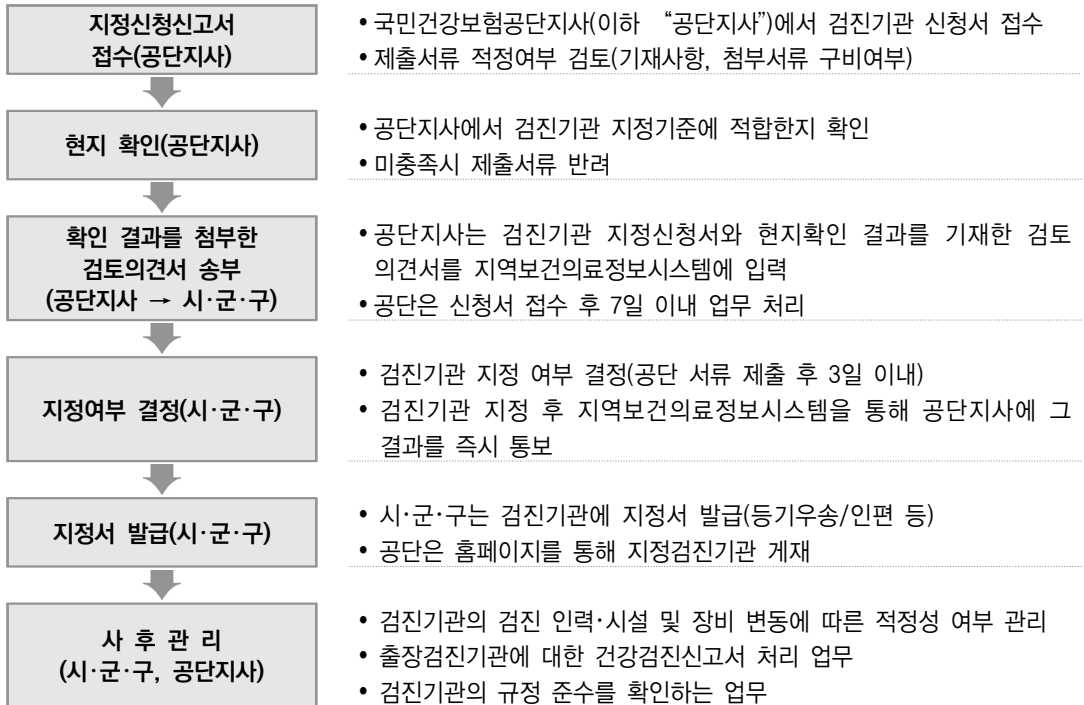 지정신청신고서
접수(공단지사)
•국민건강보험공단지사(이하 “공단지사”)에서 검진기관 신청서 접수
•제출서류 적정여부 검토(기재사항, 첨부서류 구비여부)
현지 확인(공단지사)
•공단지사에서 검진기관 지정기준에 적합한지 확인
•미충족시 제출서류 반려
확인 결과를 첨부한
검토의견서 송부
(공단지사 → 시·군·구)
•공단지사는 검진기관 지정신청서와 현지확인 결과를 기재한 검토
의견서를 지역보건의료정보시스템에 입력
•공단은 신청서 접수 후 7일 이내 업무 처리
지정여부 결정(시·군·구)
• 검진기관 지정 여부 결정(공단 서류 제출 후 3일 이내)
• 검진기관 지정 후 지역보건의료정보시스템을 통해 공단지사에 그
결과를 즉시 통보
지정서 발급(시·군·구)
• 시·군·구는 검진기관에 지정서 발급(등기우송/인편 등)
• 공단은 홈페이지를 통해 지정검진기관 게재
사 후 관 리
(시·군·구, 공단지사)
• 검진기관의 검진 인력·시설 및 장비 변동에 따른 적정성 여부 관리
• 출장검진기관에 대한 건강검진신고서 처리 업무
• 검진기관의 규정 준수를 확인하는 업무